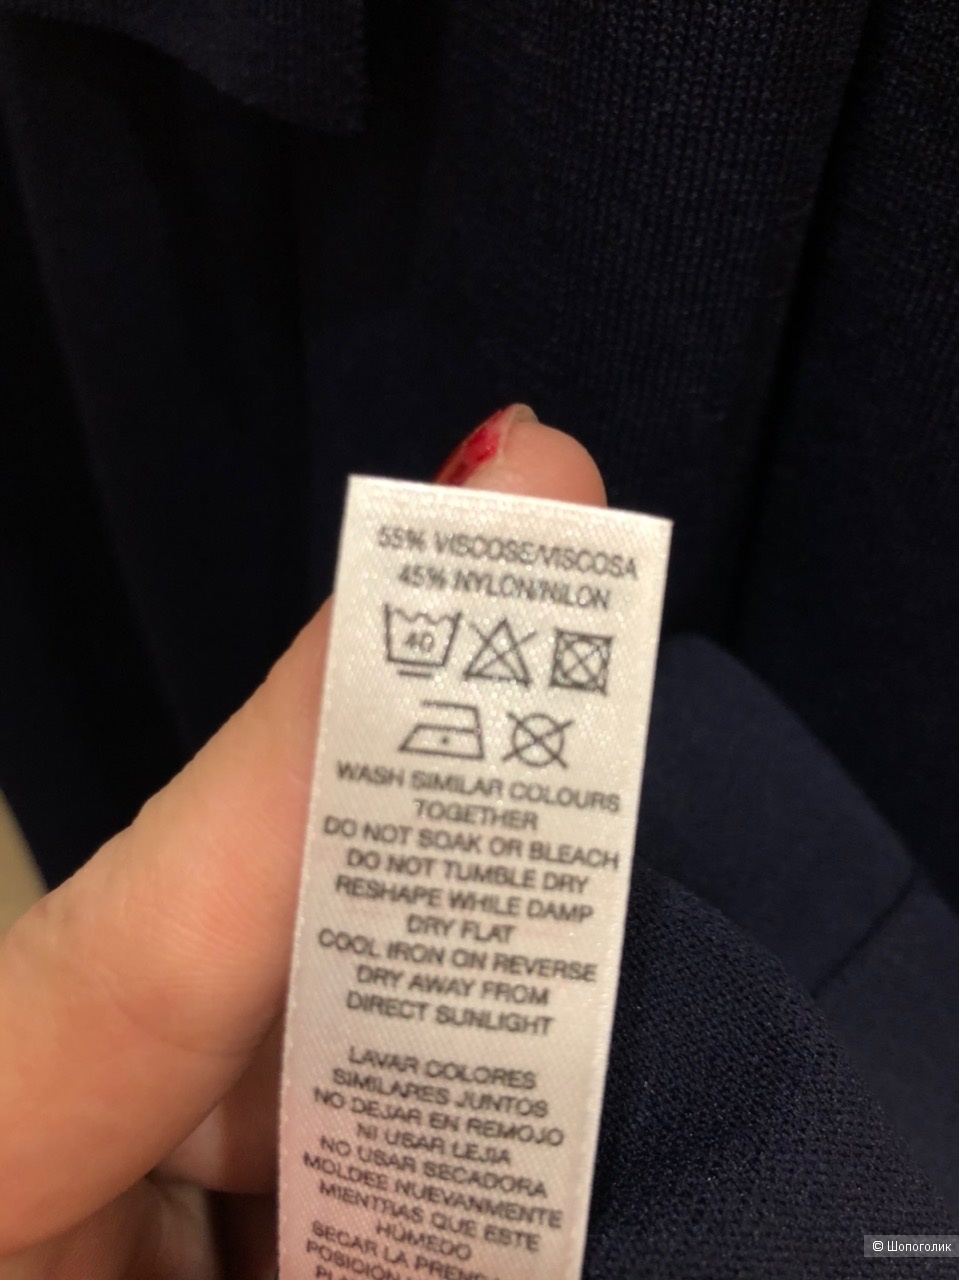 55% VISCOSE/VISCOSA
45% NYLON/NILON
40
WASH SIMILAR COLOURS
TOGETHER
DO NOT SOAK OR BLEACH
DO NOT TUMBLE DRY
RESHAPE WHILE DAMP
DRY FLAT
COOL IRON ON REVERSE
DRY AWAY FROM
DIRECT SUNLIGHT
LAVAR COLORES
SIMILARES JUNTOS
NO DEJAR EN REMOJO
NI USAR LEJIA
NO USAR SECADORA
MOLDEE NUEVANMENTE
MIENTRAS QUE ESTE
HÚMEDO
SECAR LA
© Шопоголик